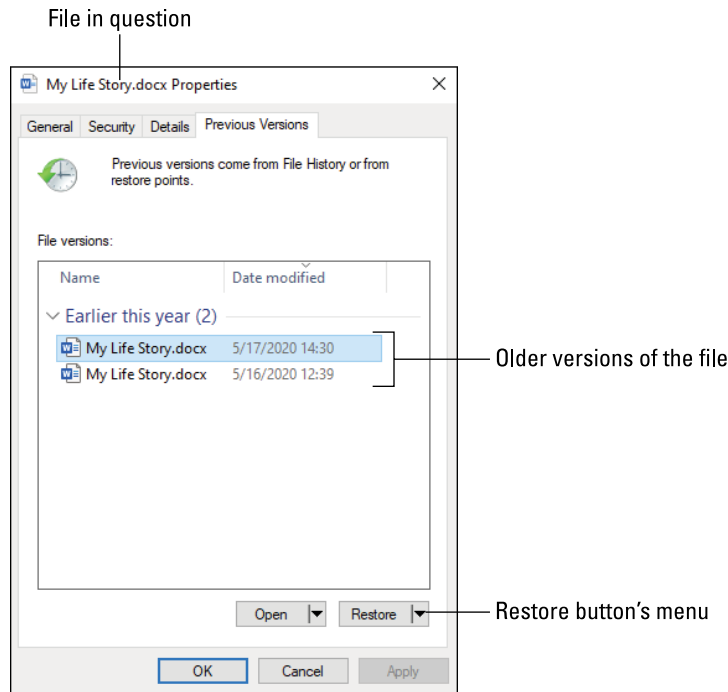 File in question
My Life Story.docx Properties
General Security Details Previous Versions
Previous versions come from File History or from
restore points.
File versions:
Name Date modified
Earlier this year (2)
My Life Story.docx 5/17/2020 14:30
My Life Story.docx 5/16/2020 12:39
Older versions of the file
Open Restore
Restore button's menu
OK Cancel Apply